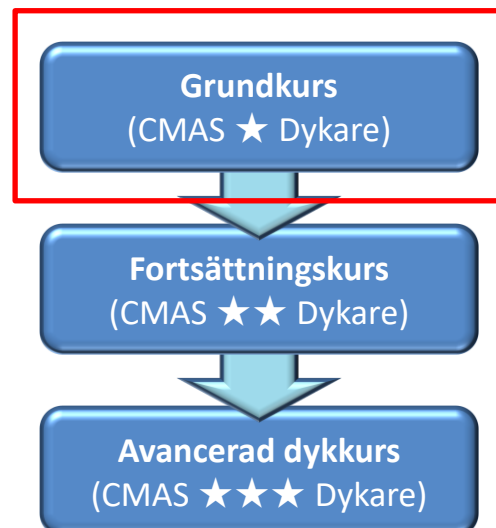 Grundkurs
(CMAS ★ Dykare)
Fortsättningskurs
(CMAS ★★ Dykare)
Avancerad dykkurs
(CMAS ★★★ Dykare)